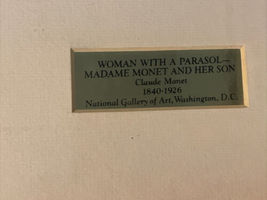 WOMAN WITH A PARASOL—
MADAME MONET AND HER SON
Claude Monet
1840-1926
National Gallery of Art, Washington, D.C.